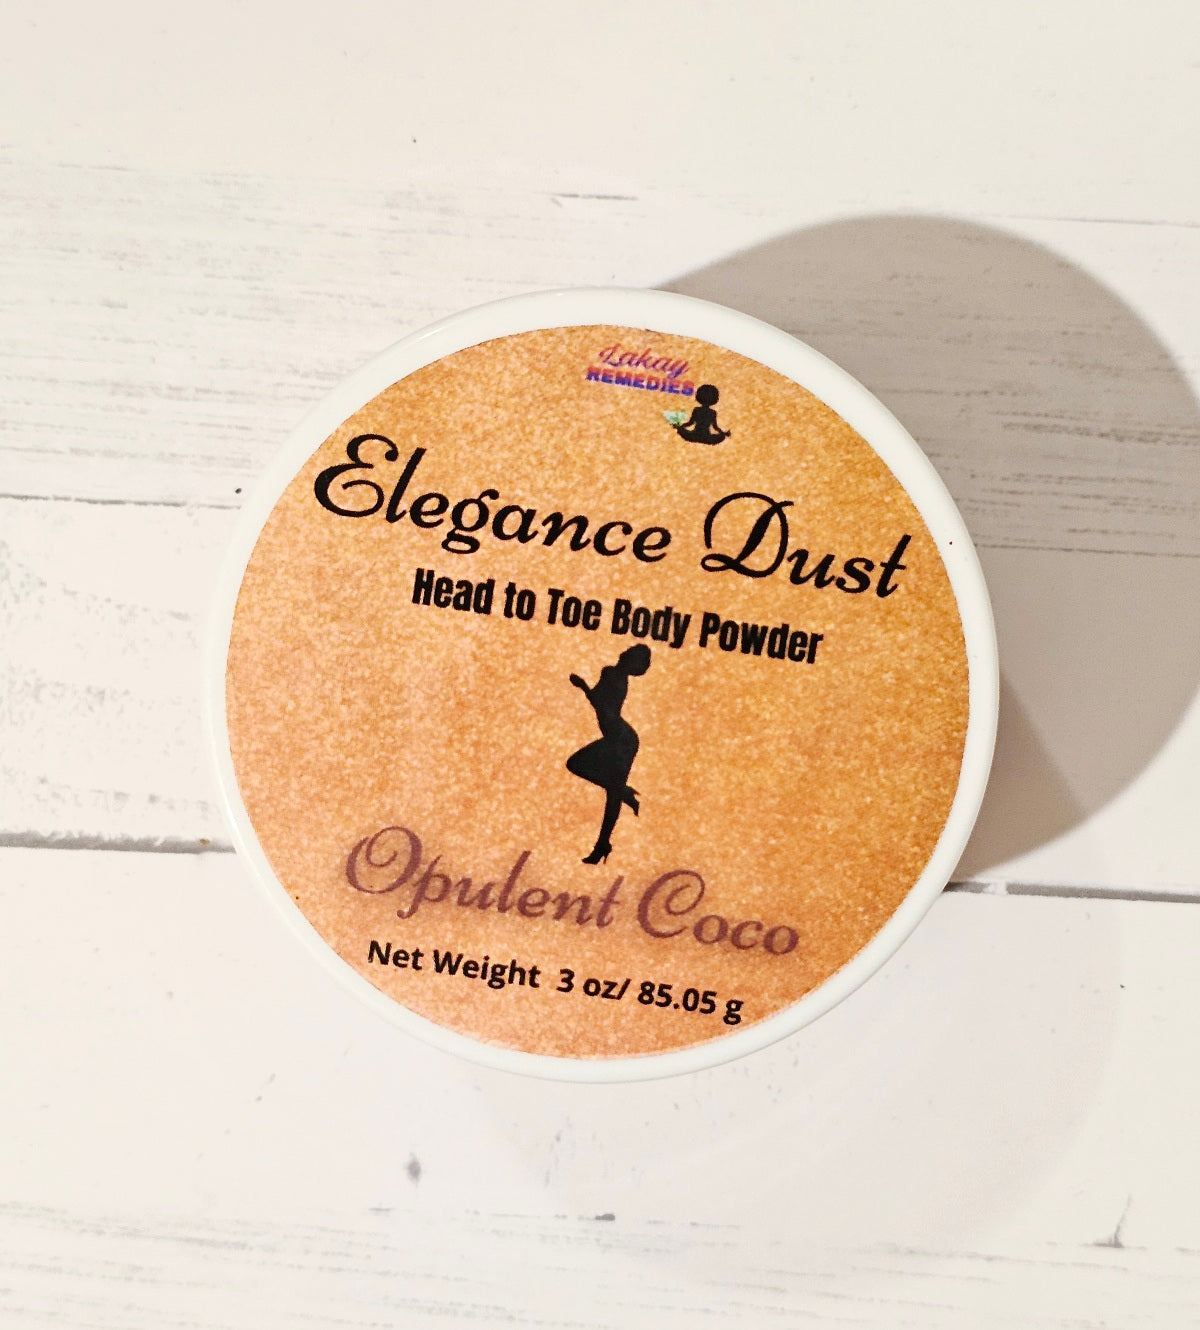 Lakay
REMEDIES
Elegance Dust
Head to Toe Body Powder
Opulent Coco
Net Weight 3 oz/ 85.05 g